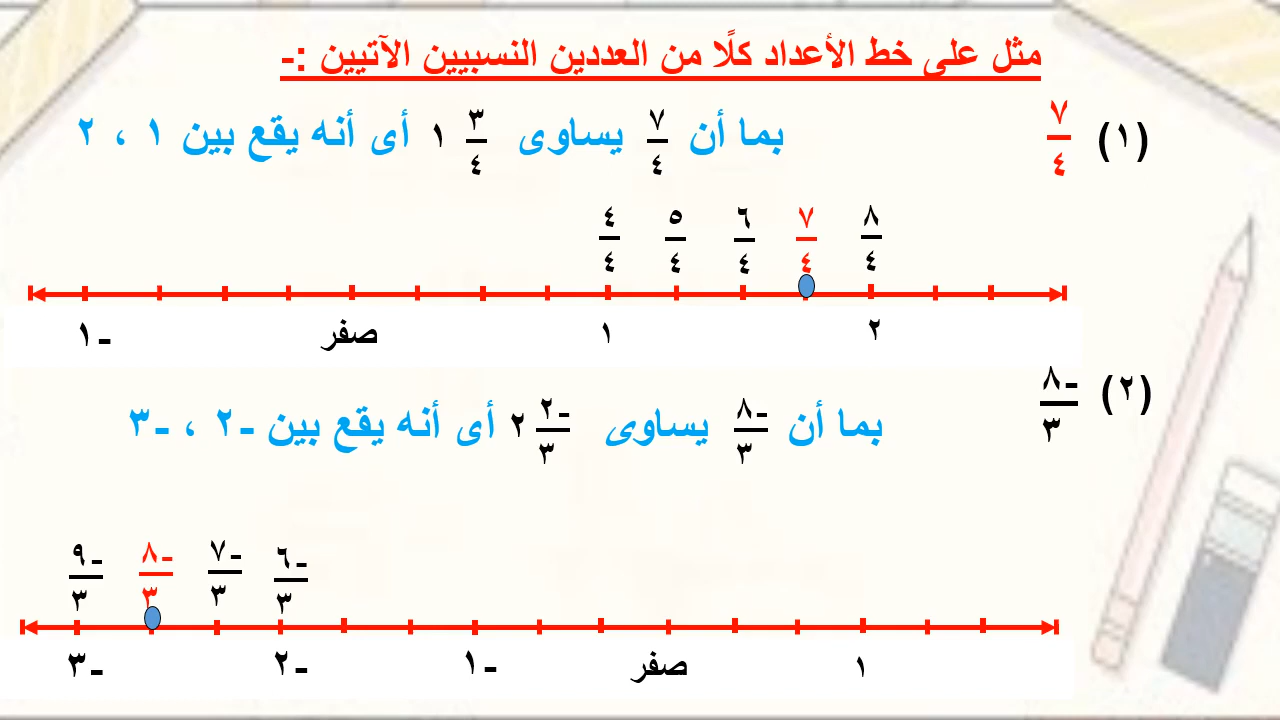 مثل على خط الأعداد كلًا من العددين النسبيين الآتيين :-
(١) ٧/٤ بما أن ٧/٤ يساوى ١ ٣/٤ أى أنه يقع بين ١ ، ٢
٨/٤ ٧/٤ ٦/٤ ٥/٤ ٤/٤
-١ صفر ١ ٢
(٢) -٨/٣
بما أن -٨/٣ يساوى ٢ -٢/٣ أى أنه يقع بين -٢ ، -٣
-٩/٣ -٨/٣ -٧/٣ -٦/٣
-٣ -٢ -١ صفر ١